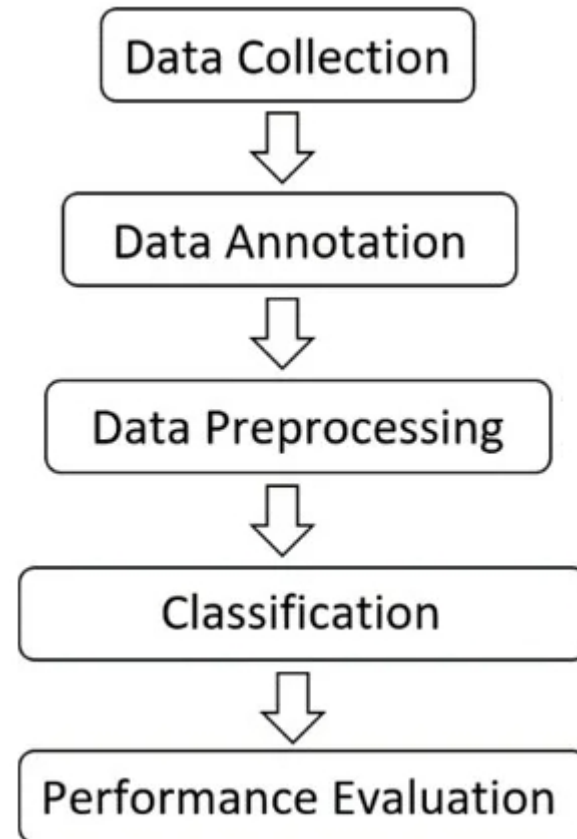 Data Collection
Data Annotation
Data Preprocessing
Classification
Performance Evaluation